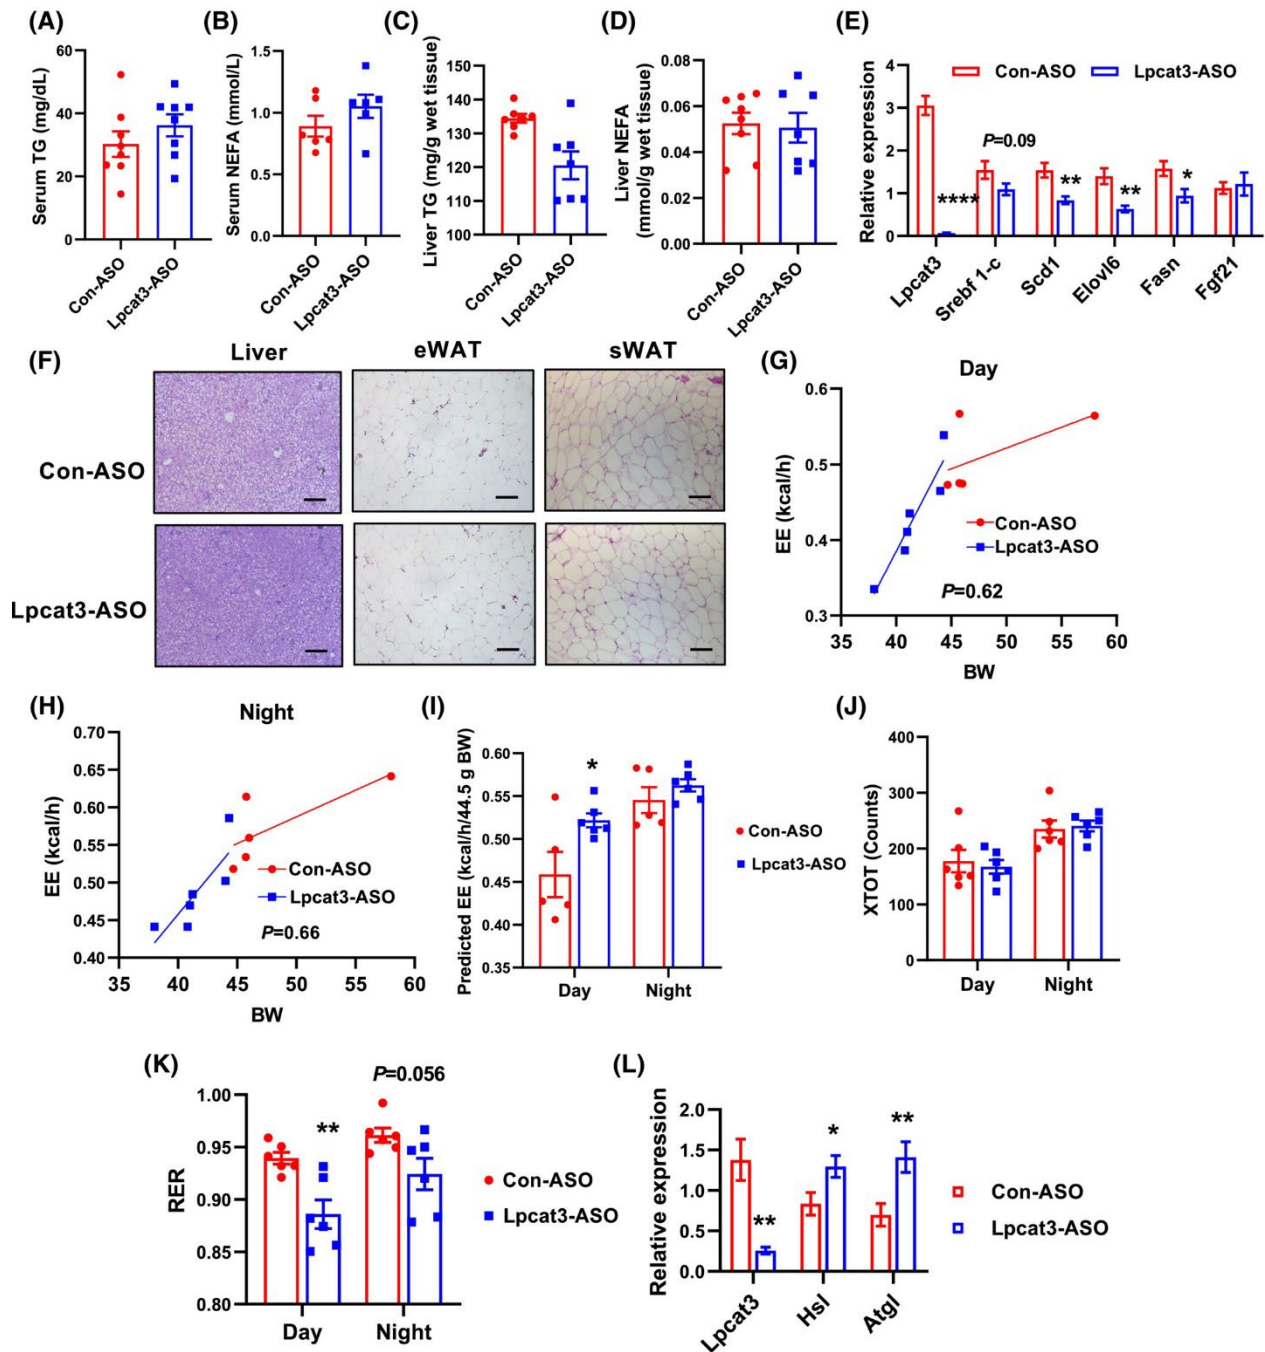 (A)
Serum TG (mg/dL)
60
40
20
0
Con-ASO
Lpcat3-ASO
(B)
Serum NEFA (mmol/L)
1.5
1.0
0.5
0.0
Con-ASO
Lpcat3-ASO
(C)
Liver TG (mg/g wet tissue)
150
140
130
120
110
100
Con-ASO
Lpcat3-ASO
(D)
Liver NEFA
(mmol/g wet tissue)
0.08
0.06
0.04
0.02
0.00
Con-ASO
Lpcat3-ASO
(E)
Relative expression
4
3
2
1
0
Con-ASO
Lpcat3-ASO
P=0.09
****
**
**
*
Lpcat3
Srebf 1-c
Scd1
Elovl6
Fasn
Fgf21
(F)
Liver
eWAT
sWAT
Con-ASO
Lpcat3-ASO
(G)
Day
EE (kcal/h)
0.6
0.5
0.4
0.3
Con-ASO
Lpcat3-ASO
P=0.62
35 40 45 50 55 60
BW
(H)
Night
EE (kcal/h)
0.70
0.65
0.60
0.55
0.50
0.45
0.40
Con-ASO
Lpcat3-ASO
P=0.66
35 40 45 50 55 60
BW
(I)
Predicted EE (kcal/h/44.5 g BW)
0.60
0.55
0.50
0.45
0.40
0.35
*
Con-ASO
Lpcat3-ASO
Day Night
(J)
XTOT (Counts)
400
300
200
100
0
Day Night
(K)
P=0.056
RER
1.00
0.95
0.90
0.85
0.80
**
Con-ASO
Lpcat3-ASO
Day Night
(L)
Relative expression
2.0
1.5
1.0
0.5
0.0
**
*
**
Con-ASO
Lpcat3-ASO
Lpcat3
Hsl
Atgl